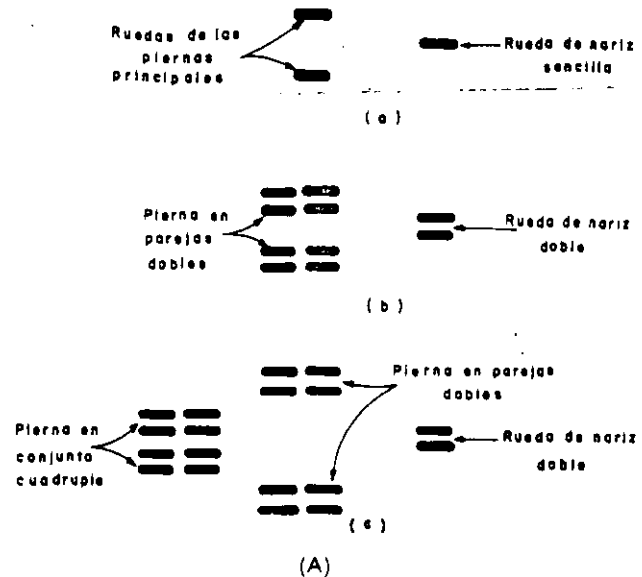 Ruedas de las
piernas
principales
Rueda de nariz
sencilla
(a)
Pierna en
parejas
dobles
Rueda de nariz
doble
(b)
Pierna en parejas
dobles
Pierna en
conjunto
cuadruple
Rueda de nariz
doble
(c)
(A)